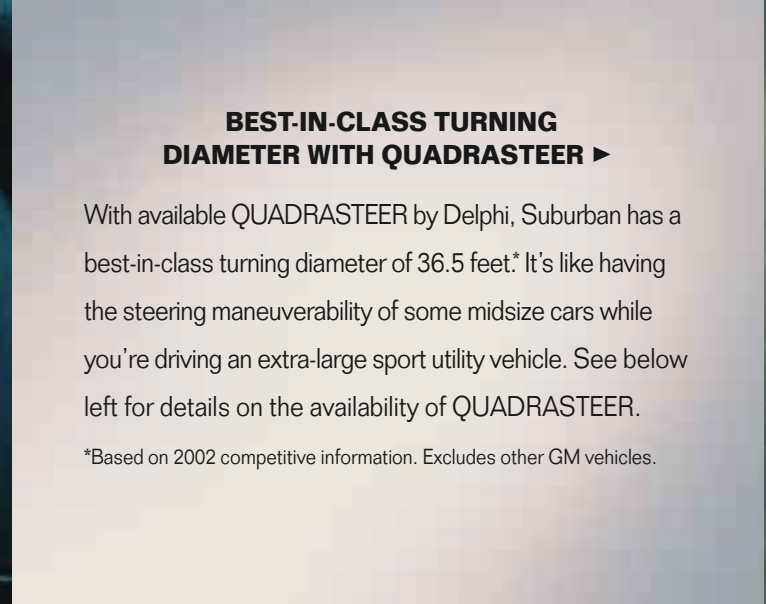 BEST-IN-CLASS TURNING
DIAMETER WITH QUADRASTEER ►
With available QUADRASTEER by Delphi, Suburban has a
best-in-class turning diameter of 36.5 feet.* It's like having
the steering maneuverability of some midsize cars while
you're driving an extra-large sport utility vehicle. See below
left for details on the availability of QUADRASTEER.
*Based on 2002 competitive information. Excludes other GM vehicles.